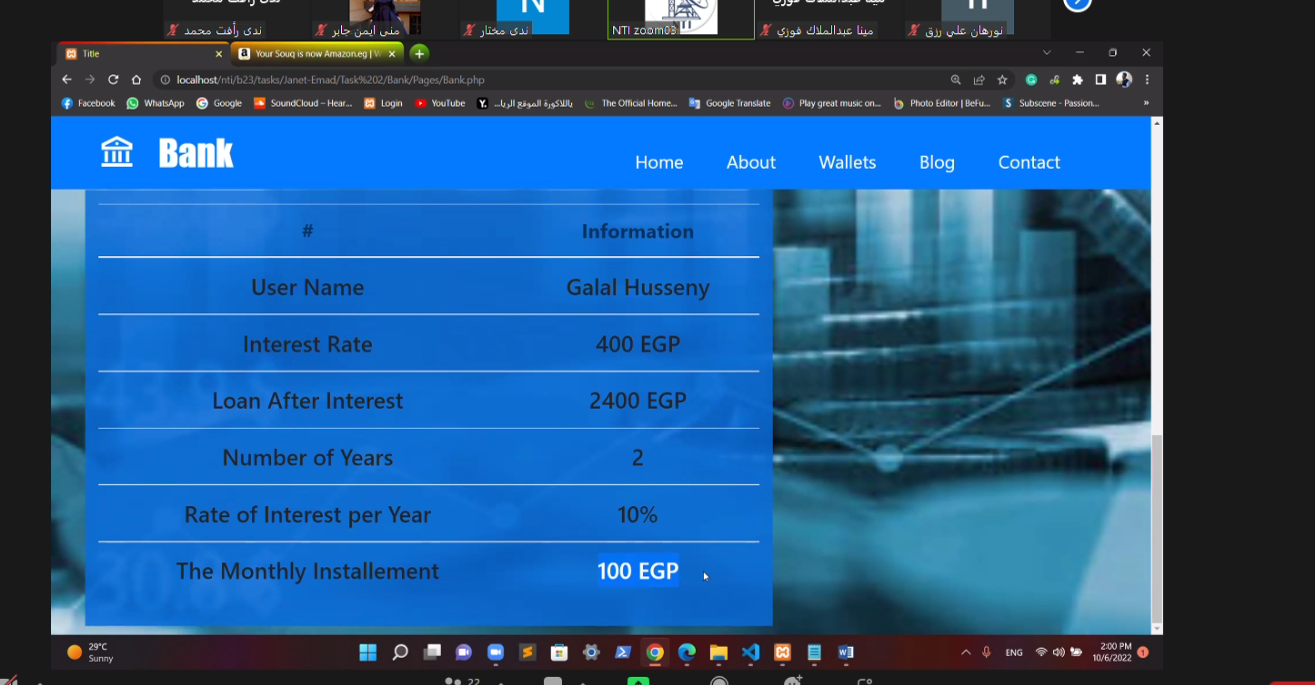 ندى رأفت محمد
منى ايمن جابر
ندى مختار
NTI zoom03
مينا عبدالملاك فوزي
نورهان علي رزق
Title
Your Souq is now Amazon.eg | W
localhost/nti/b23/tasks/Janet-Emad/Task%202/Bank/Pages/Bank.php
Facebook WhatsApp Google SoundCloud – Hear... Login YouTube ياللاكورة الموقع الريا... The Official Home... Google Translate Play great music on... Photo Editor | BeFu... Subscene - Passion... »
Bank
Home About Wallets Blog Contact
# Information
User Name Galal Husseny
Interest Rate 400 EGP
Loan After Interest 2400 EGP
Number of Years 2
Rate of Interest per Year 10%
The Monthly Installement 100 EGP
29°C
Sunny
ENG
2:00 PM
10/6/2022
1
22